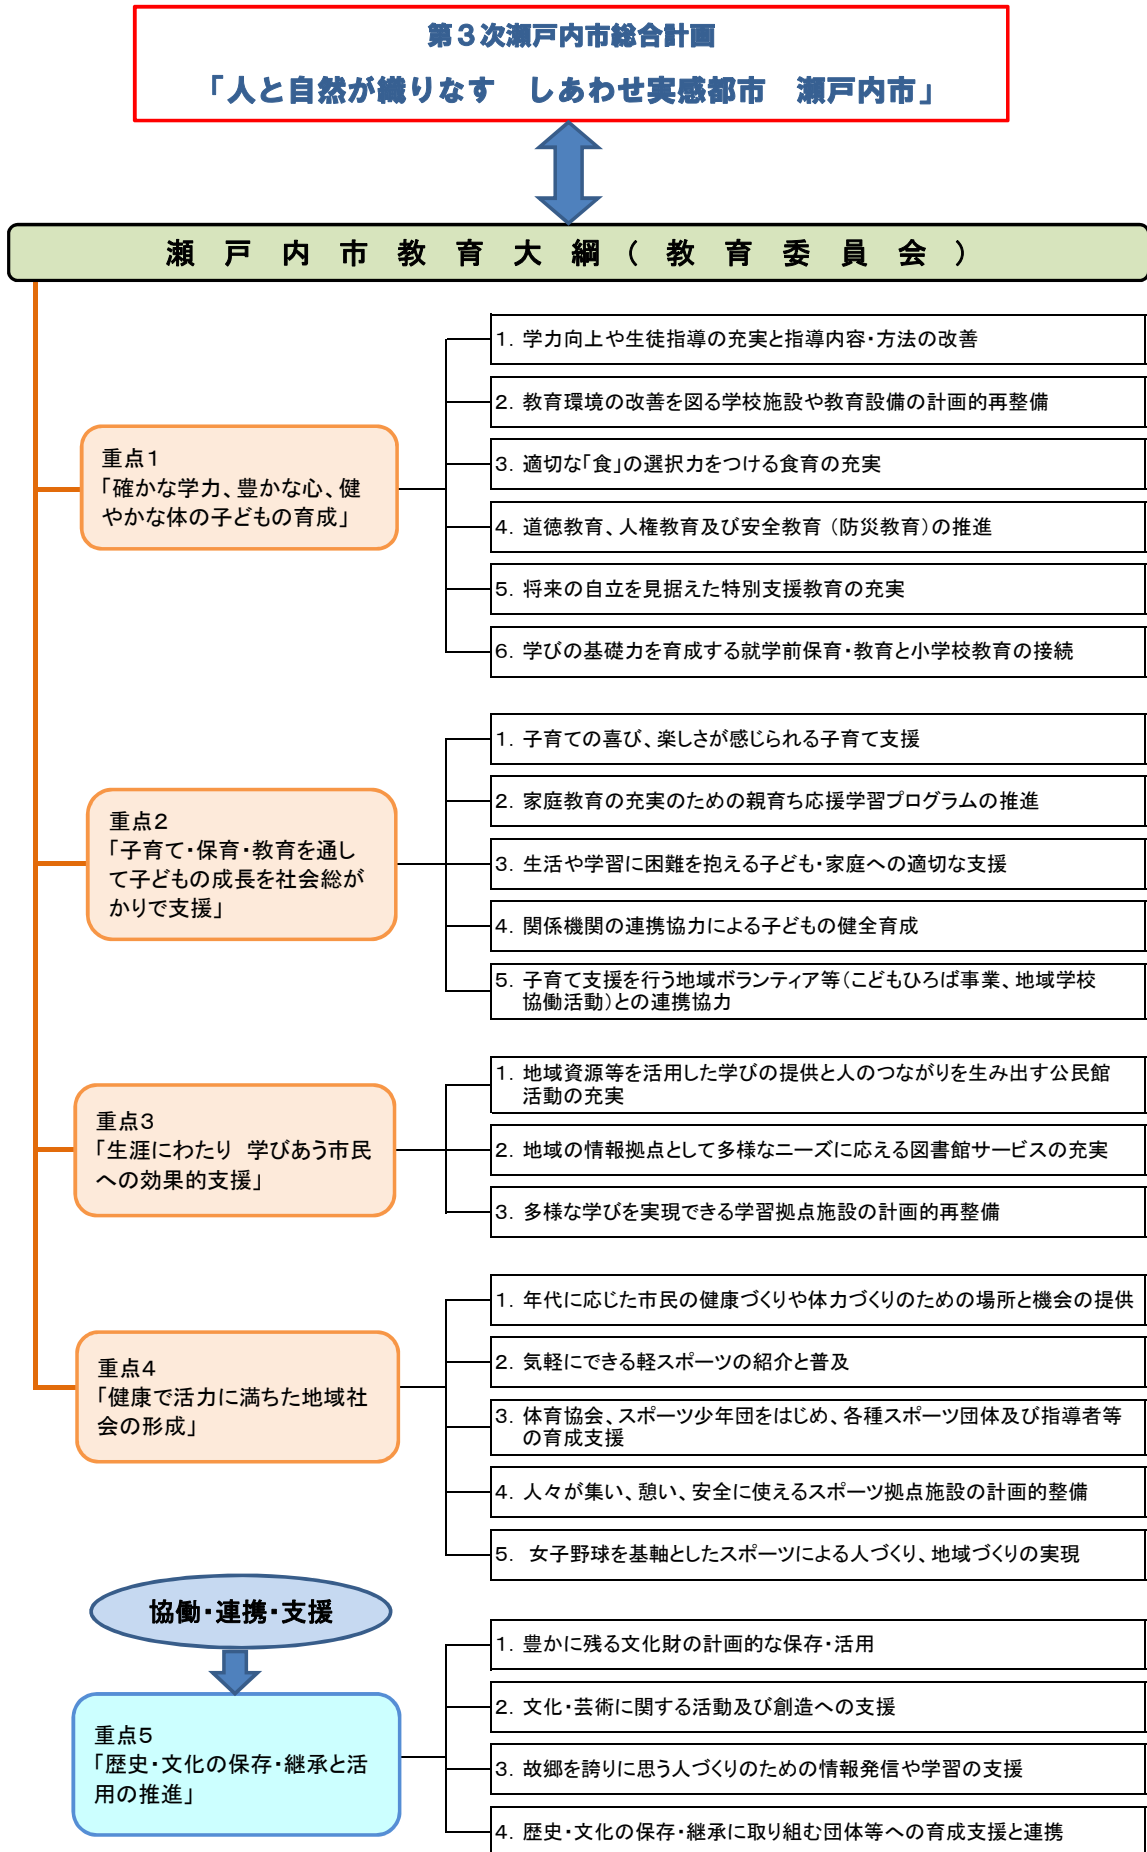 第3次瀬戸内市総合計画
「人と自然が織りなす　しあわせ実感都市　瀬戸内市」
瀬戸内市教育大綱(教育委員会)
重点1
「確かな学力、豊かな心、健
やかな体の子どもの育成」
1．学力向上や生徒指導の充実と指導内容・方法の改善
2．教育環境の改善を図る学校施設や教育設備の計画的再整備
3．適切な「食」の選択力をつける食育の充実
4．道徳教育、人権教育及び安全教育（防災教育）の推進
5．将来の自立を見据えた特別支援教育の充実
6．学びの基礎力を育成する就学前保育・教育と小学校教育の接続
重点2
「子育て・保育・教育を通し
て子どもの成長を社会総が
かりで支援」
1．子育ての喜び、楽しさが感じられる子育て支援
2．家庭教育の充実のための親育ち応援学習プログラムの推進
3．生活や学習に困難を抱える子ども・家庭への適切な支援
4．関係機関の連携協力による子どもの健全育成
5．子育て支援を行う地域ボランティア等（こどもひろば事業、地域学校
協働活動）との連携協力
重点3
「生涯にわたり　学びあう市民
への効果的支援」
1．地域資源等を活用した学びの提供と人のつながりを生み出す公民館
活動の充実
2．地域の情報拠点として多様なニーズに応える図書館サービスの充実
3．多様な学びを実現できる学習拠点施設の計画的再整備
重点4
「健康で活力に満ちた地域社
会の形成」
1．年代に応じた市民の健康づくりや体力づくりのための場所と機会の提供
2．気軽にできる軽スポーツの紹介と普及
3．体育協会、スポーツ少年団をはじめ、各種スポーツ団体及び指導者等
の育成支援
4．人々が集い、憩い、安全に使えるスポーツ拠点施設の計画的整備
5．女子野球を基軸としたスポーツによる人づくり、地域づくりの実現
協働・連携・支援
重点5
「歴史・文化の保存・継承と活
用の推進」
1．豊かに残る文化財の計画的な保存・活用
2．文化・芸術に関する活動及び創造への支援
3．故郷を誇りに思う人づくりのための情報発信や学習の支援
4．歴史・文化の保存・継承に取り組む団体等への育成支援と連携